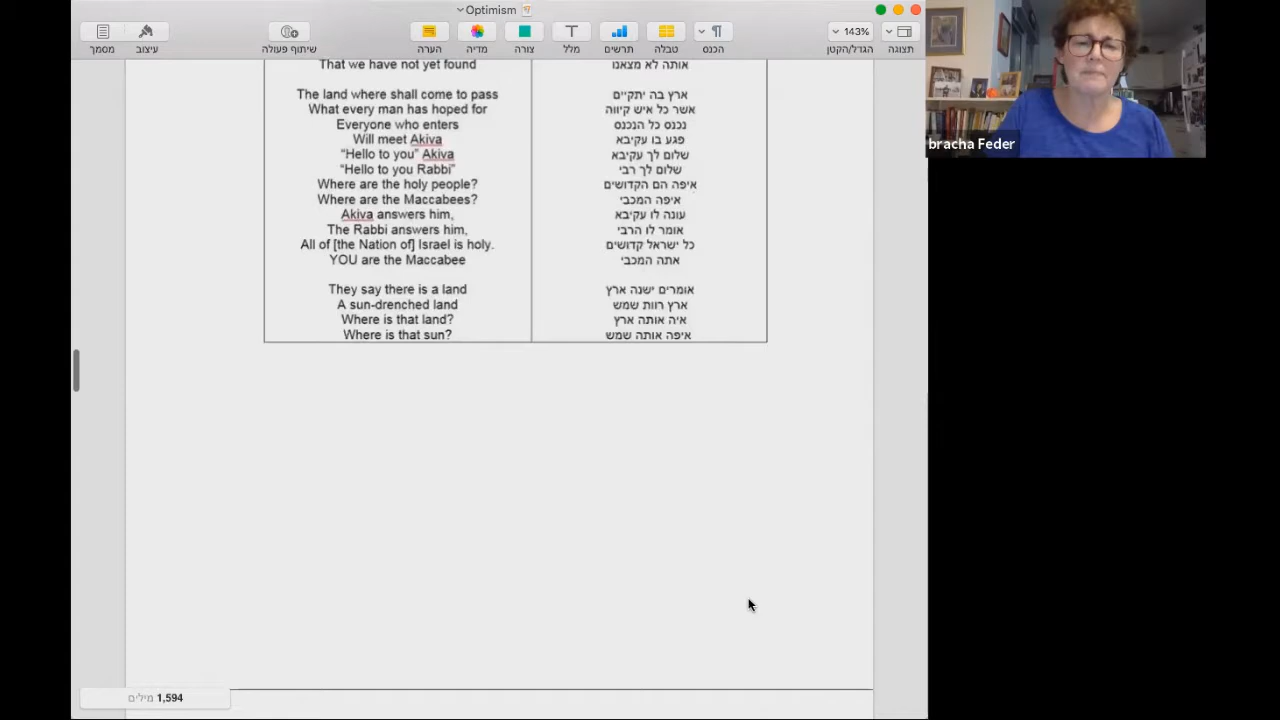 Optimism
מסמך
עיצוב
שיתוף פעולה
הערה
מדיה
צורה
מלל
תרשים
טבלה
הכנס
143%
הגדל/הקטן
תצוגה
That we have not yet found
The land where shall come to pass
What every man has hoped for
Everyone who enters
Will meet Akiva
“Hello to you” Akiva
“Hello to you Rabbi”
Where are the holy people?
Where are the Maccabees?
Akiva answers him,
The Rabbi answers him,
All of [the Nation of] Israel is holy.
YOU are the Maccabee
They say there is a land
A sun-drenched land
Where is that land?
Where is that sun?
אותה לא מצאנו
ארץ בה יתקיים
אשר כל איש קיווה
נכנס כל הנכנס
פגע בו עקיבא
שלום לך עקיבא
שלום לך רבי
איפה הם הקדושים
איפה המכבי
עונה לו עקיבא
אומר לו הרבי
כל ישראל קדושים
אתה המכבי
אומרים ישנה ארץ
ארץ רוות שמש
איה אותה ארץ
איפה אותה שמש
1,594 מילים
bracha Feder